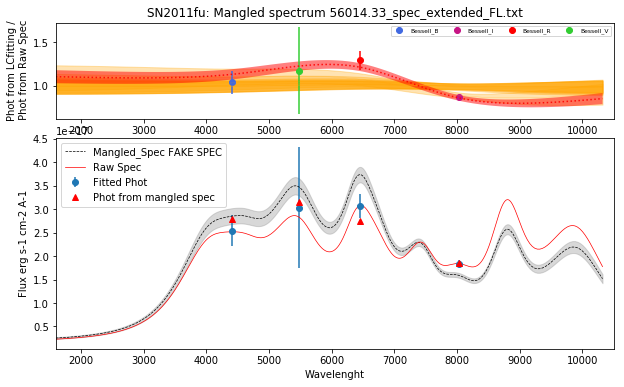 SN2011fu: Mangled spectrum 56014.33_spec_extended_FL.txt
Phot from LCfitting /
Phot from Raw Spec
1.5
1.0
Bessell_B
Bessell_I
Bessell_R
Bessell_V
2000 3000 4000 5000 6000 7000 8000 9000 10000
1e−17
Flux erg s-1 cm-2 A-1
4.5
4.0
3.5
3.0
2.5
2.0
1.5
1.0
0.5
Mangled_Spec FAKE SPEC
Raw Spec
Fitted Phot
Phot from mangled spec
2000 3000 4000 5000 6000 7000 8000 9000 10000
Wavelenght